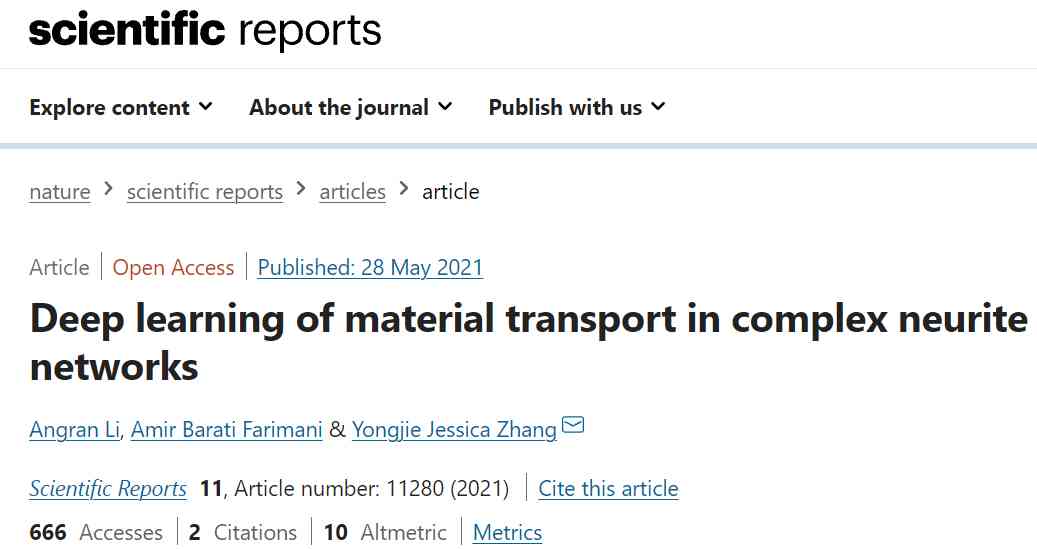 scientific reports
Explore content About the journal Publish with us
nature > scientific reports > articles > article
Article | Open Access | Published: 28 May 2021
Deep learning of material transport in complex neurite
networks
Angran Li, Amir Barati Farimani & Yongjie Jessica Zhang
Scientific Reports 11, Article number: 11280 (2021) | Cite this article
666 Accesses | 2 Citations | 10 Altmetric | Metrics